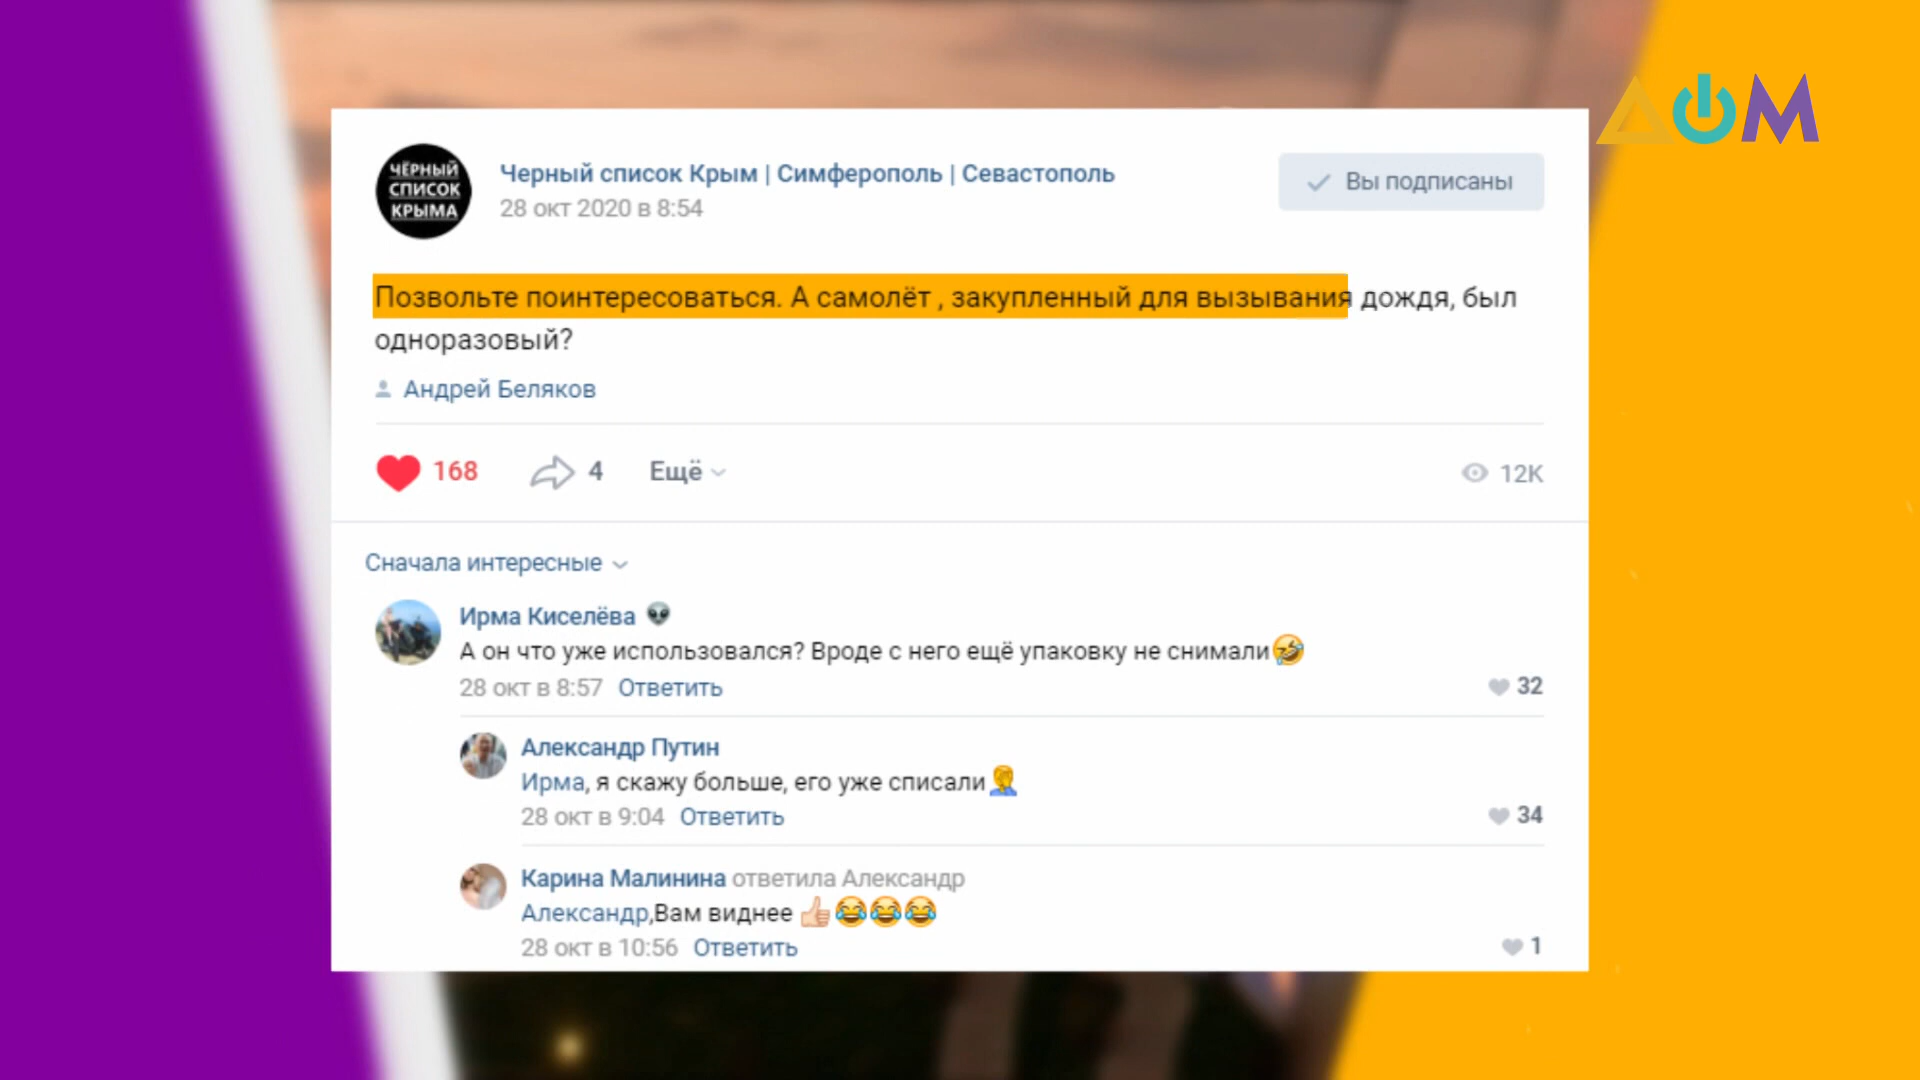 ДОМ
ЧЁРНЫЙ
СПИСОК
КРЫМА
Черный список Крым | Симферополь | Севастополь
28 окт 2020 в 8:54
Вы подписаны
Позвольте поинтересоваться. А самолёт , закупленный для вызывания дождя, был
одноразовый?
Андрей Беляков
168 4 Ещё 12K
Сначала интересные
Ирма Киселёва 👽
А он что уже использовался? Вроде с него ещё упаковку не снимали🤣
28 окт в 8:57 Ответить 32
Александр Путин
Ирма, я скажу больше, его уже списали🤦
28 окт в 9:04 Ответить 34
Карина Малинина ответила Александр
Александр,Вам виднее 👍😂😂😂
28 окт в 10:56 Ответить 1